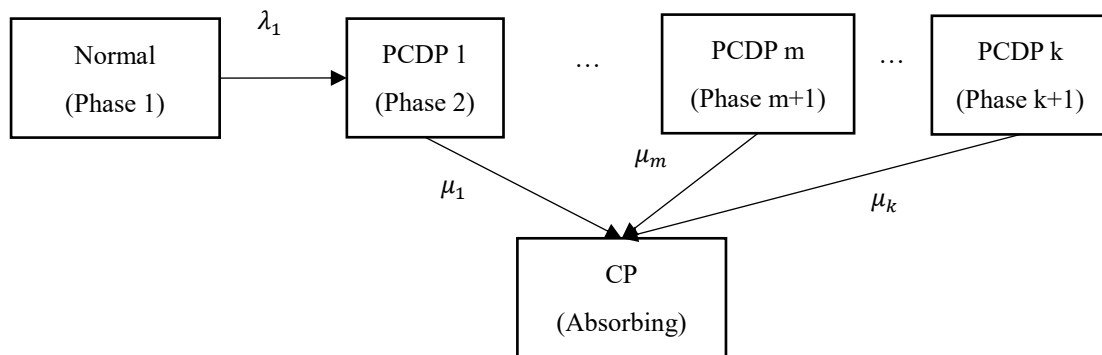 λ₁
Normal
(Phase 1)
PCDP 1
(Phase 2)
...
PCDP m
(Phase m+1)
...
PCDP k
(Phase k+1)
μ₁
μₘ
μₖ
CP
(Absorbing)